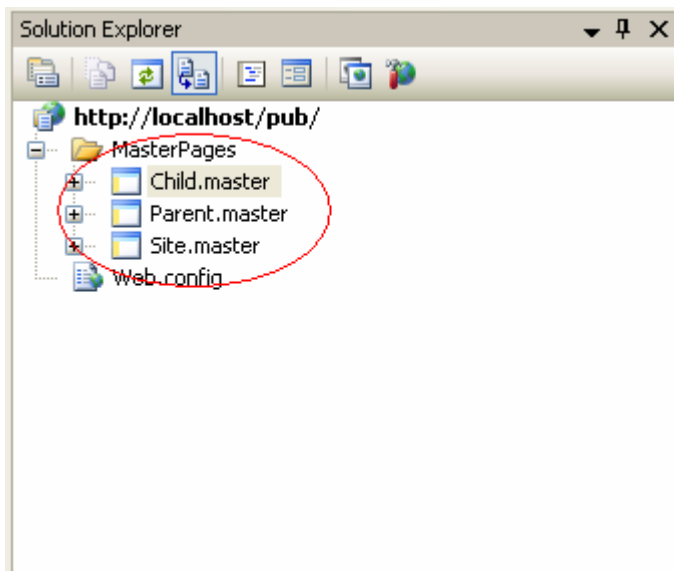 Solution Explorer
http://localhost/pub/
MasterPages
Child.master
Parent.master
Site.master
Web.config